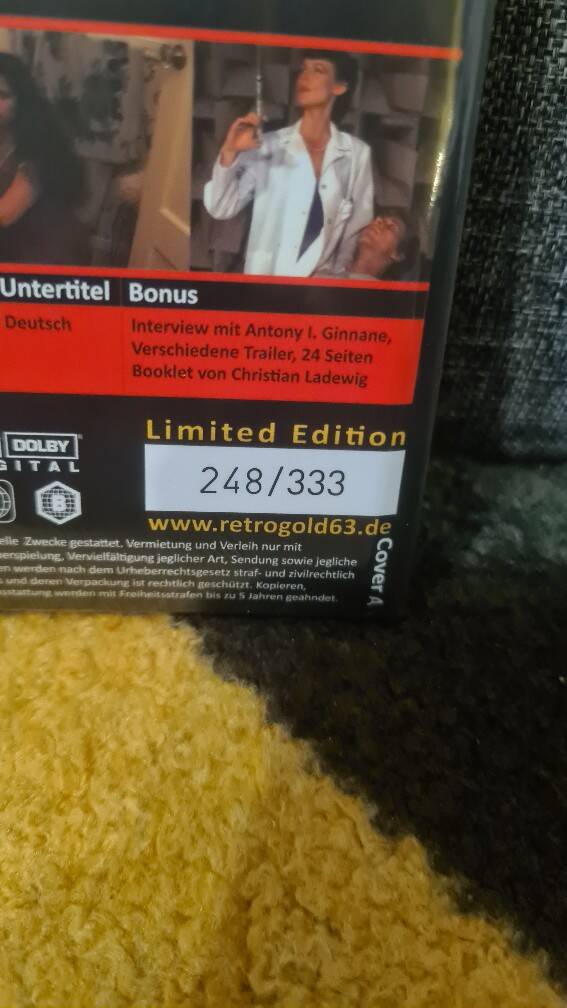 Untertitel Bonus
Deutsch
Interview mit Antony I. Ginnane,
Verschiedene Trailer, 24 Seiten
Booklet von Christian Ladewig
Limited Edition
DOLBY
248/333
B
www.retrogold63.de
Zwecke gestattet. Vermietung und Verleih nur mit
Vervielfältigung jeglicher Art, Sendung sowie jegliche
werden nach dem Urheberrechtsgesetz straf- und zivilrechtlich
und deren Verpackung ist rechtlich geschützt. Kopieren,
werden mit Freiheitsstrafen bis zu 5 Jahren geahndet.
Cover A